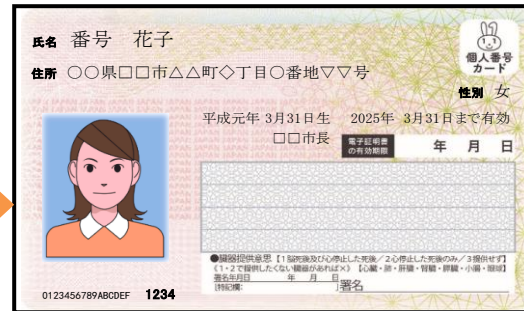 氏名 番号 花子
個人番号
カード
住所 ○○県□□市△△町◇丁目○番地▽▽号
性別 女
平成元年 3月31日生 2025年 3月31日まで有効
□□市長
電子証明書
の有効期限
年 月 日
●臓器提供意思【1 脳死後及び心停止した死後/2 心停止した死後のみ/3 提供せず】
《1・2で提供したくない臓器があれば×》【心臓・肺・肝臓・腎臓・膵臓・小腸・眼球】
署名年月日 年 月 日
[特記欄: ]署名
0123456789ABCDEF 1234